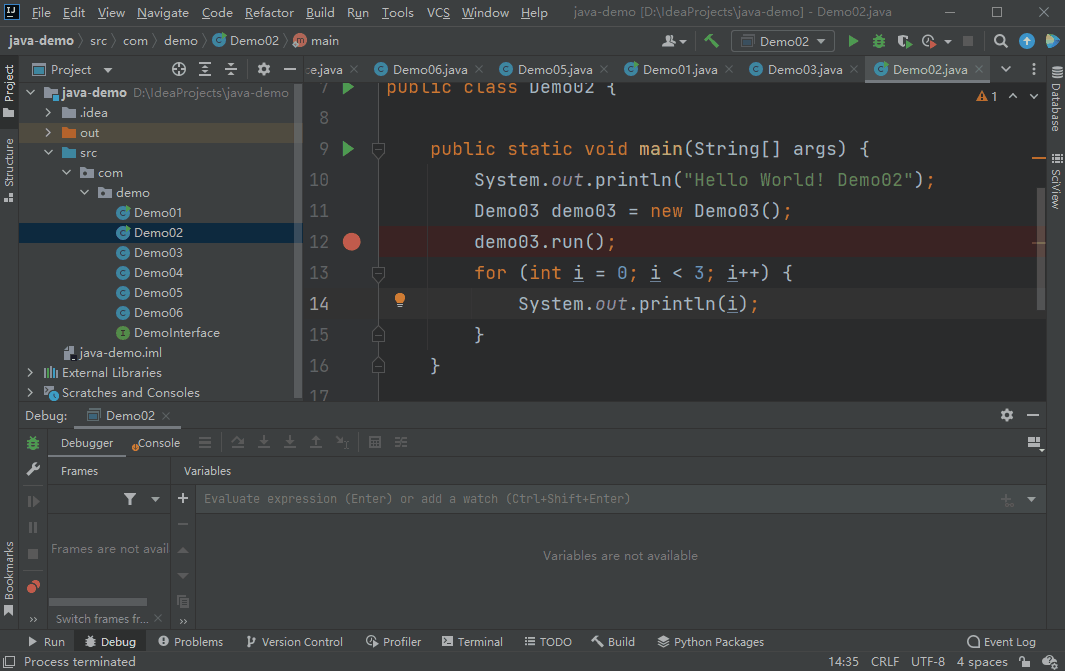 File Edit View Navigate Code Refactor Build Run Tools VCS Window Help java-demo [D:\IdeaProjects\java-demo] - Demo02.java
java-demo src com demo Demo02 main Demo02
Project
Project
ce.java Demo06.java Demo05.java Demo01.java Demo03.java Demo02.java
java-demo D:\IdeaProjects\java-demo
.idea
out
src
com
demo
Demo01
Demo02
Demo03
Demo04
Demo05
Demo06
DemoInterface
java-demo.iml
External Libraries
Scratches and Consoles
Structure
Bookmarks
7 public class Demo02 {
8
9 public static void main(String[] args) {
10 System.out.println("Hello World! Demo02");
11 Demo03 demo03 = new Demo03();
12 demo03.run();
13 for (int i = 0; i < 3; i++) {
14 System.out.println(i);
15 }
16 }
17
1
Database
SciView
Debug: Demo02
Debugger Console
Frames Variables
Evaluate expression (Enter) or add a watch (Ctrl+Shift+Enter)
Frames are not avail
Variables are not available
Switch frames fr...
Run Debug Problems Version Control Profiler Terminal TODO Build Python Packages Event Log
Process terminated 14:35 CRLF UTF-8 4 spaces